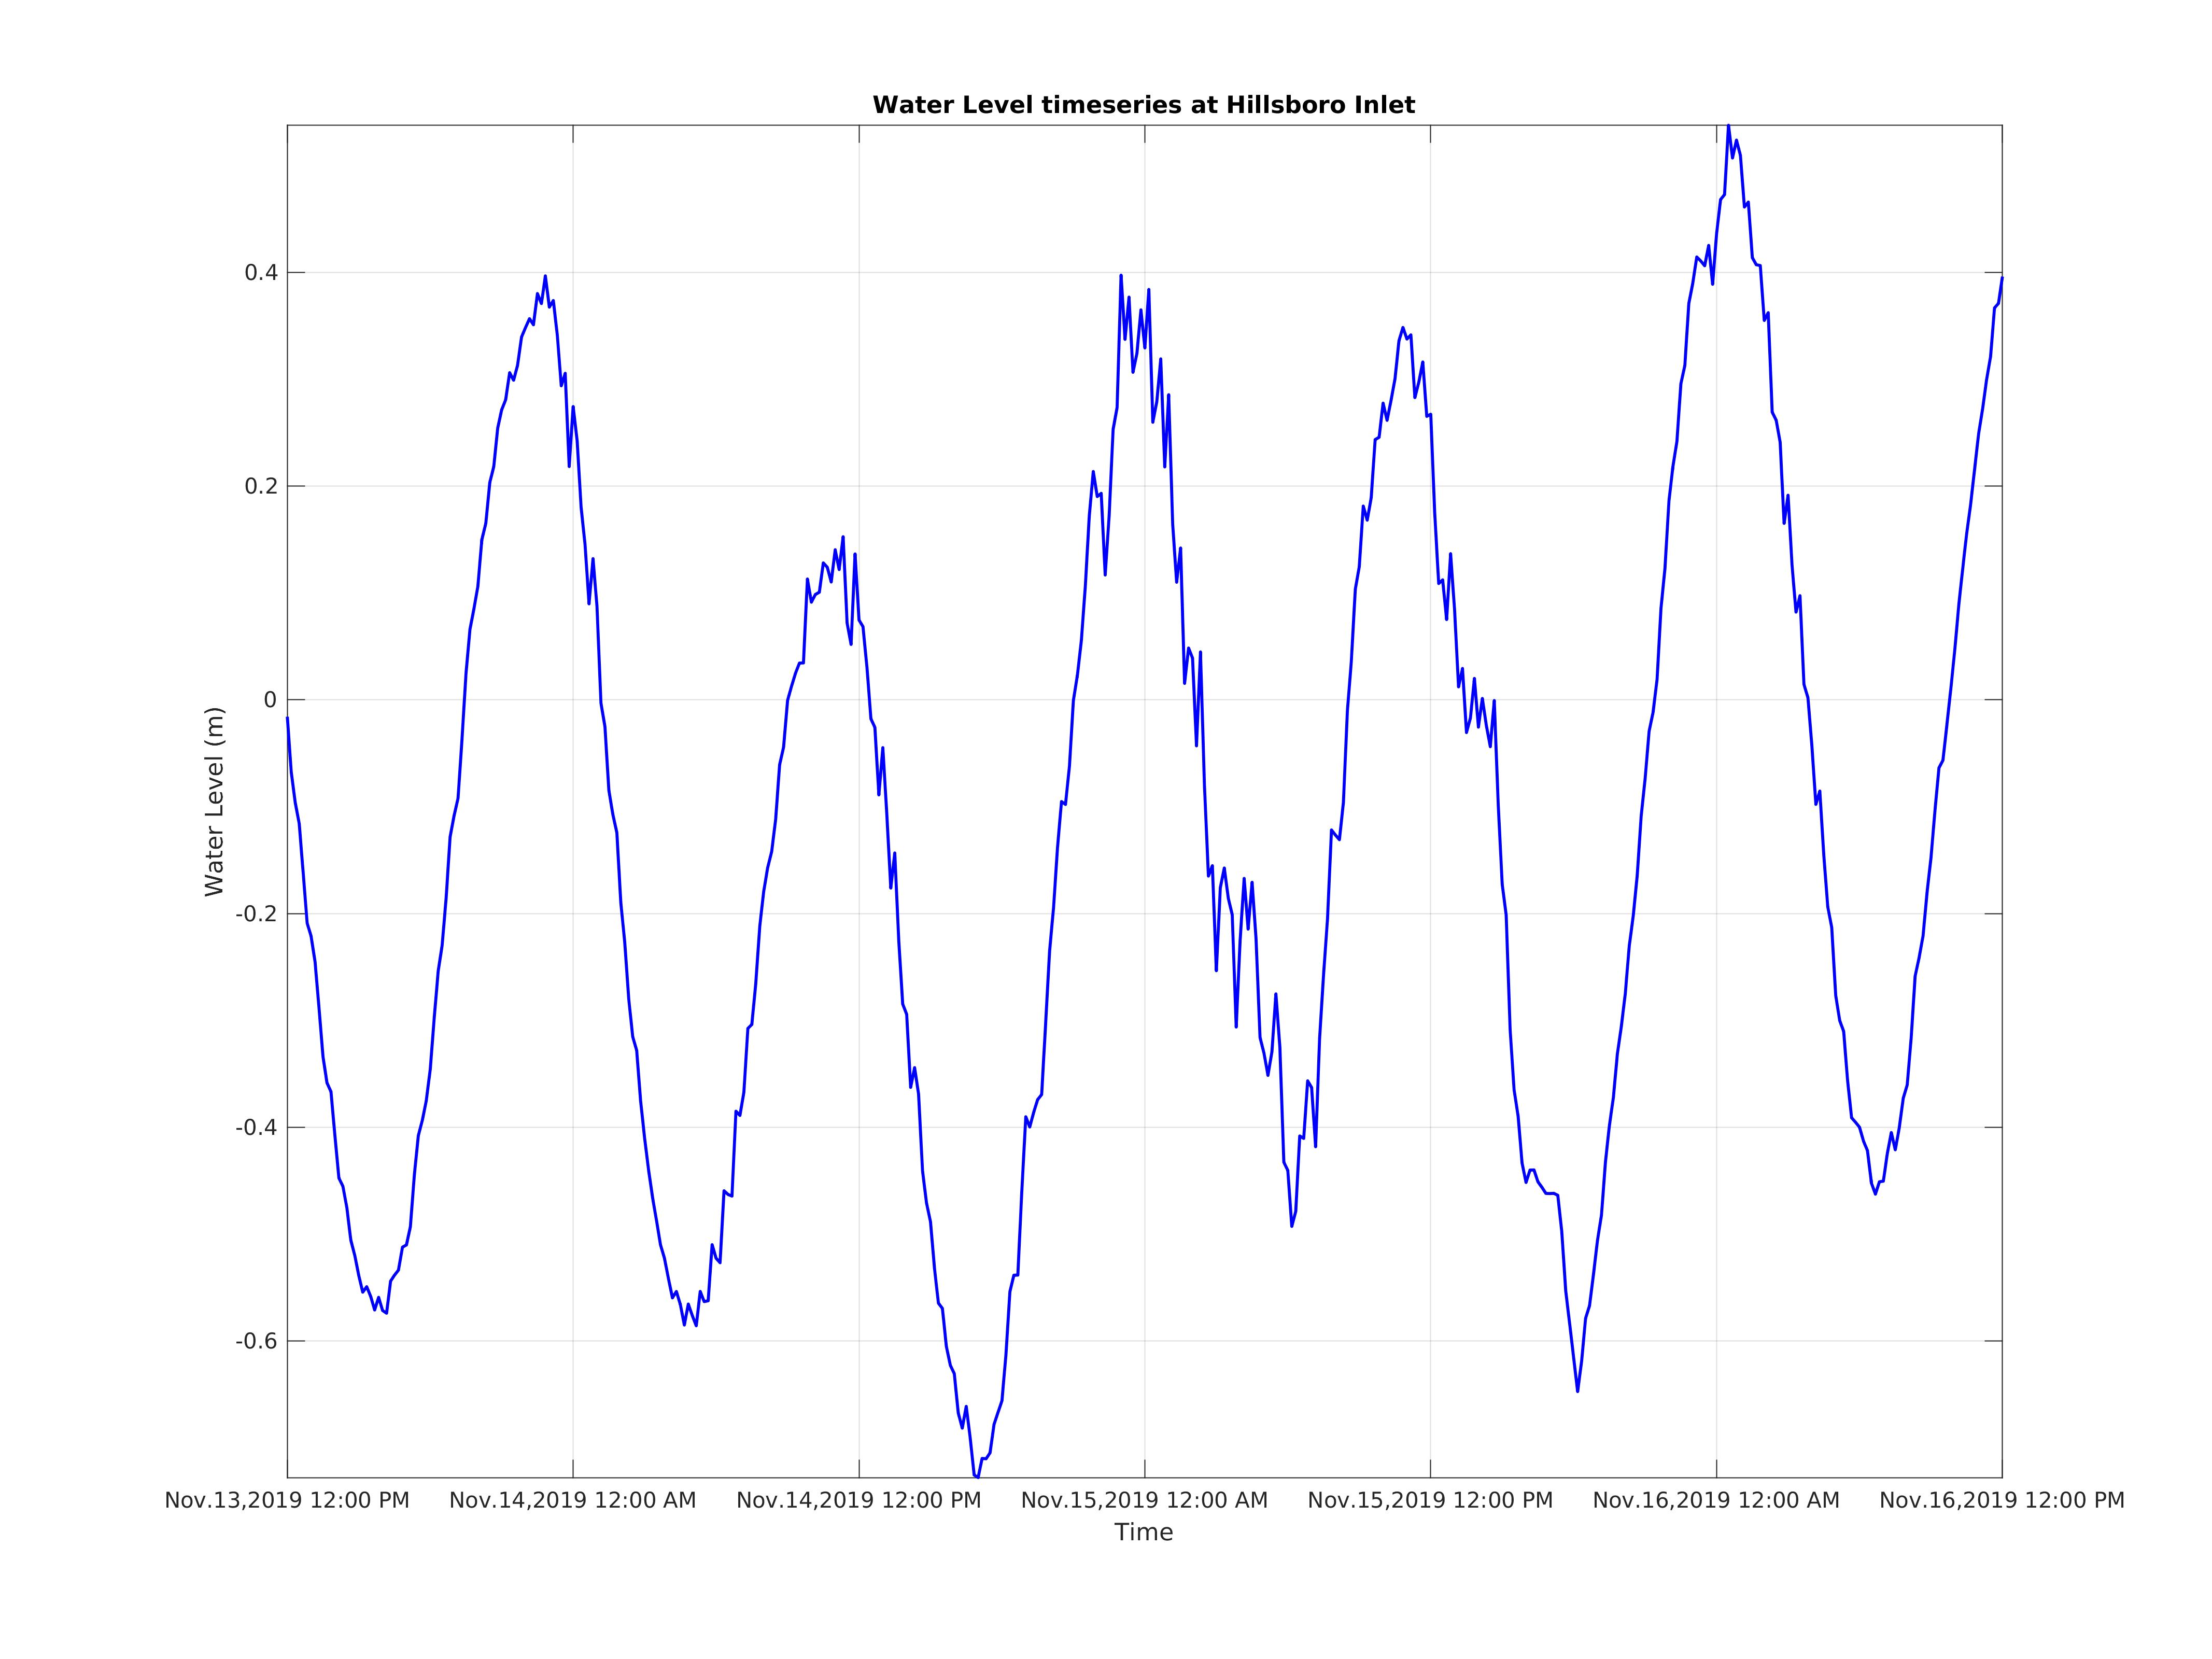 Water Level timeseries at Hillsboro Inlet
0.4
0.2
0
-0.2
-0.4
-0.6
Water Level (m)
Nov.13,2019 12:00 PM
Nov.14,2019 12:00 AM
Nov.14,2019 12:00 PM
Nov.15,2019 12:00 AM
Nov.15,2019 12:00 PM
Nov.16,2019 12:00 AM
Nov.16,2019 12:00 PM
Time